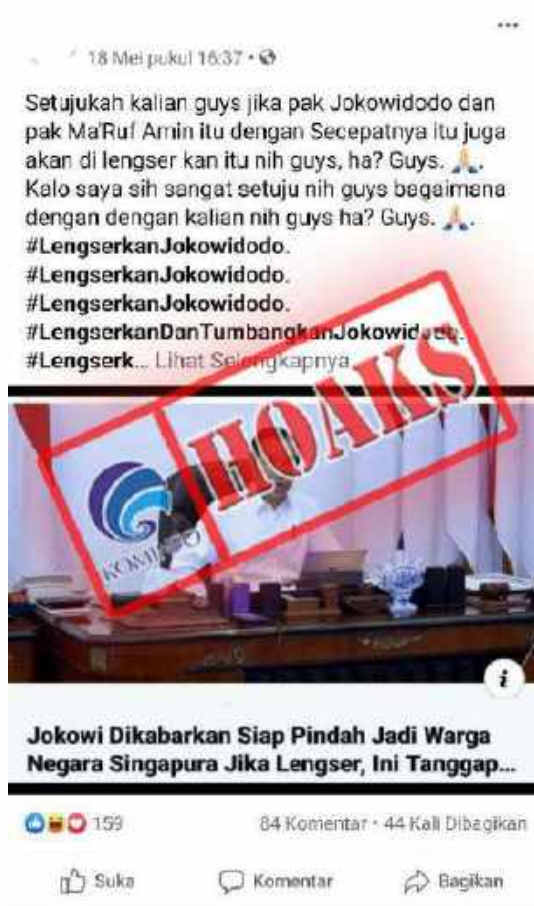 18 Mei pukul 16:37 •
Setujukah kalian guys jika pak Jokowidodo dan
pak Ma'Ruf Amin itu dengan Secepatnya itu juga
akan di lengser kan itu nih guys, ha? Guys. 🙏.
Kalo saya sih sangat setuju nih guys bagaimana
dengan dengan kalian nih guys ha? Guys. 🙏.
#LengserkanJokowidodo.
#LengserkanJokowidodo.
#LengserkanJokowidodo.
#LengserkanDanTumbangkanJokowidodo.
#Lengserk... Lihat Selengkapnya
HOAKS
KOMINFO
Jokowi Dikabarkan Siap Pindah Jadi Warga
Negara Singapura Jika Lengser, Ini Tanggap...
159
84 Komentar • 44 Kali Dibagikan
Suka Komentar Bagikan